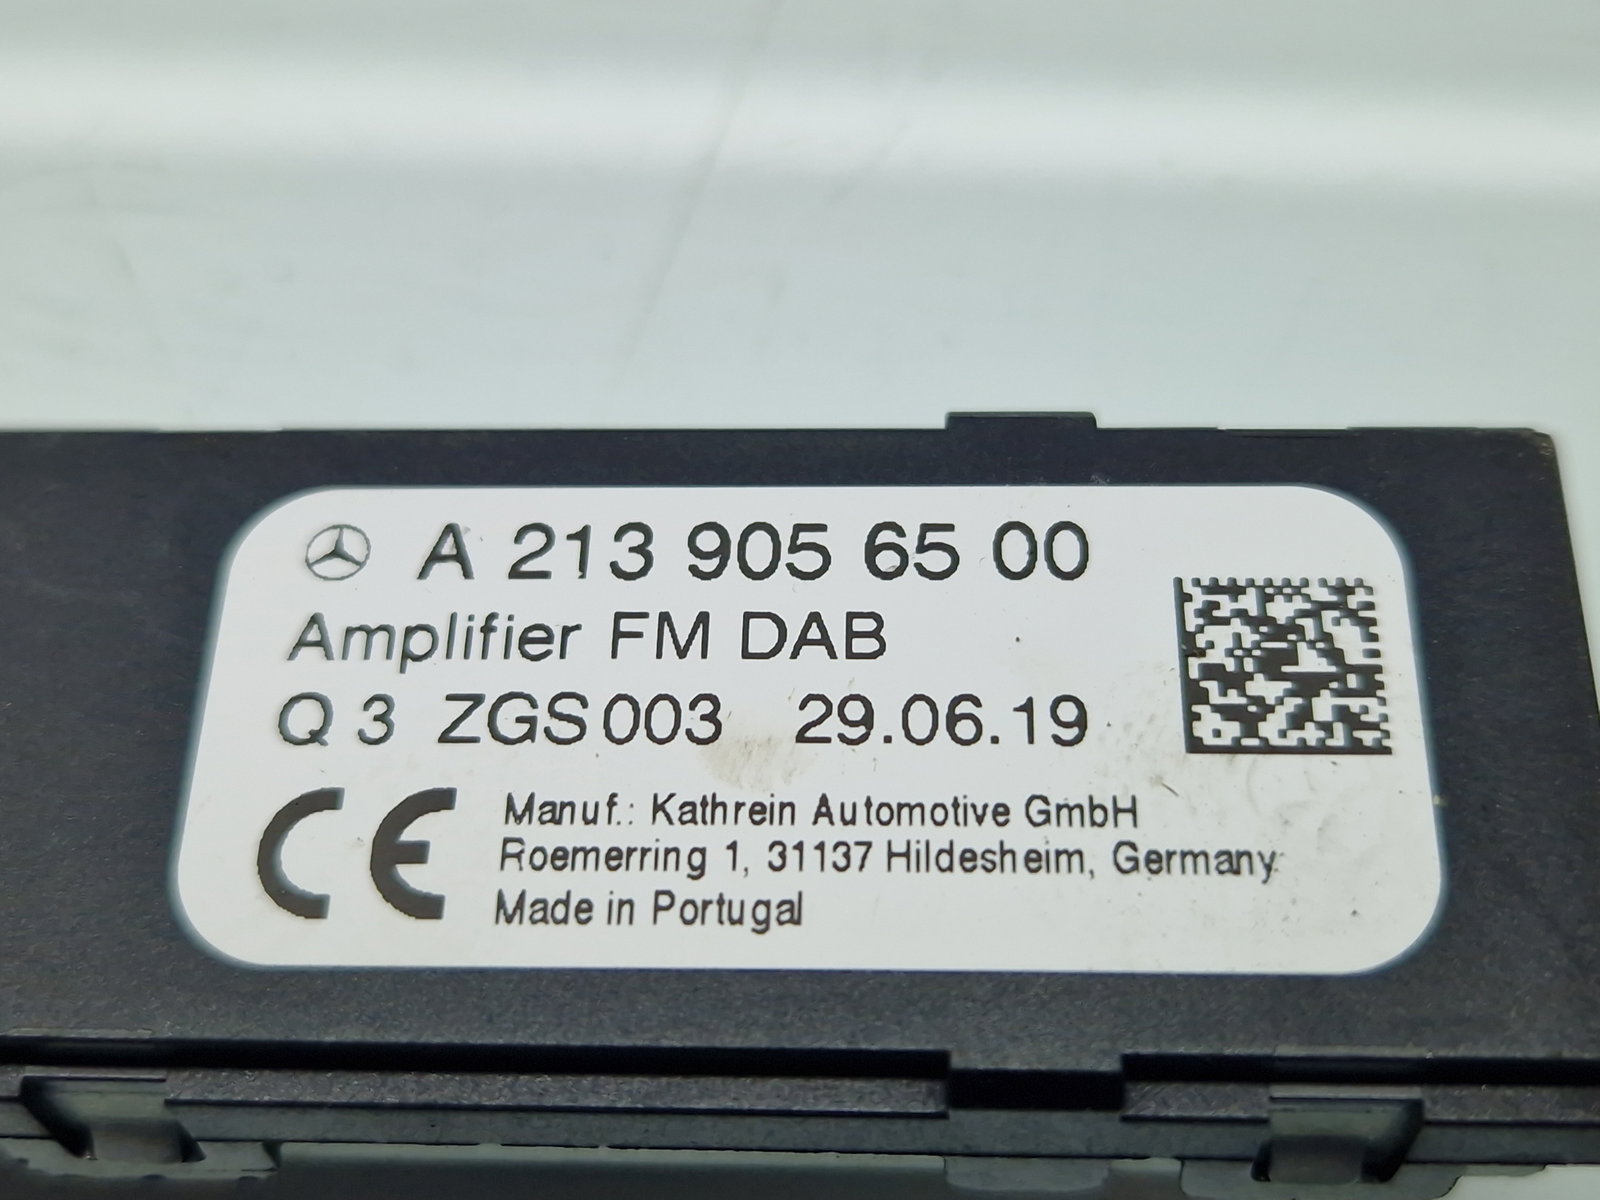 A 213 905 65 00
Amplifier FM DAB
Q 3 ZGS 003 29.06.19
CE
Manuf.: Kathrein Automotive GmbH
Roemerring 1, 31137 Hildesheim, Germany
Made in Portugal